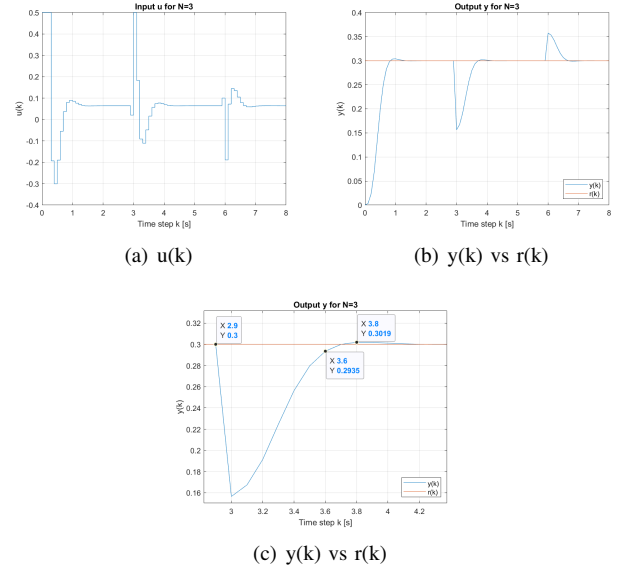 Input u for N=3
0.5
0.4
0.3
0.2
0.1
0
-0.1
-0.2
-0.3
-0.4
u(k)
0 1 2 3 4 5 6 7 8
Time step k [s]
(a) u(k)
Output y for N=3
0.4
0.35
0.3
0.25
0.2
0.15
0.1
0.05
0
y(k)
0 1 2 3 4 5 6 7 8
Time step k [s]
y(k)
r(k)
(b) y(k) vs r(k)
Output y for N=3
0.32
0.3
0.28
0.26
0.24
0.22
0.2
0.18
0.16
y(k)
X 2.9
Y 0.3
X 3.8
Y 0.3019
X 3.6
Y 0.2935
3 3.2 3.4 3.6 3.8 4 4.2
Time step k [s]
y(k)
r(k)
(c) y(k) vs r(k)